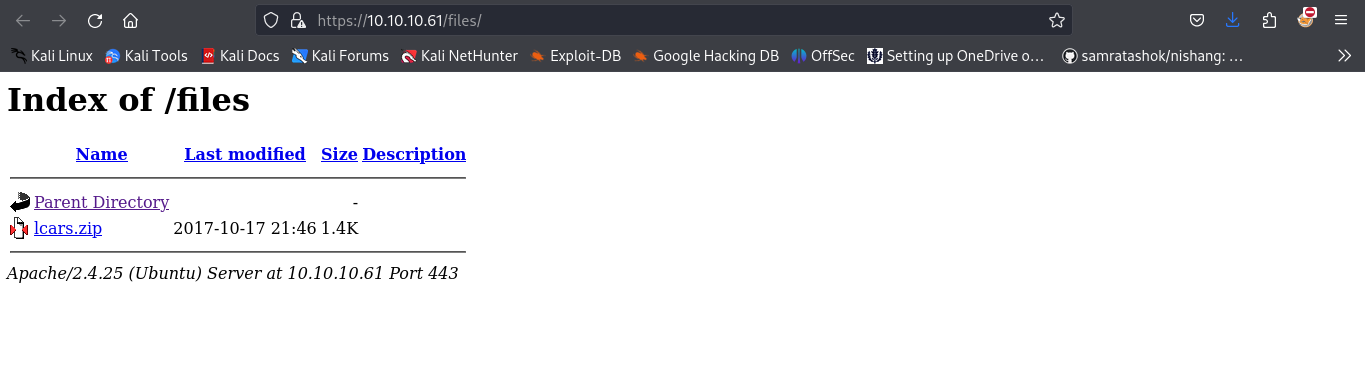 https://10.10.10.61/files/
Kali Linux Kali Tools Kali Docs Kali Forums Kali NetHunter Exploit-DB Google Hacking DB OffSec Setting up OneDrive o... samratashok/nishang: ...
Index of /files
Name Last modified Size Description
Parent Directory -
lcars.zip 2017-10-17 21:46 1.4K
Apache/2.4.25 (Ubuntu) Server at 10.10.10.61 Port 443